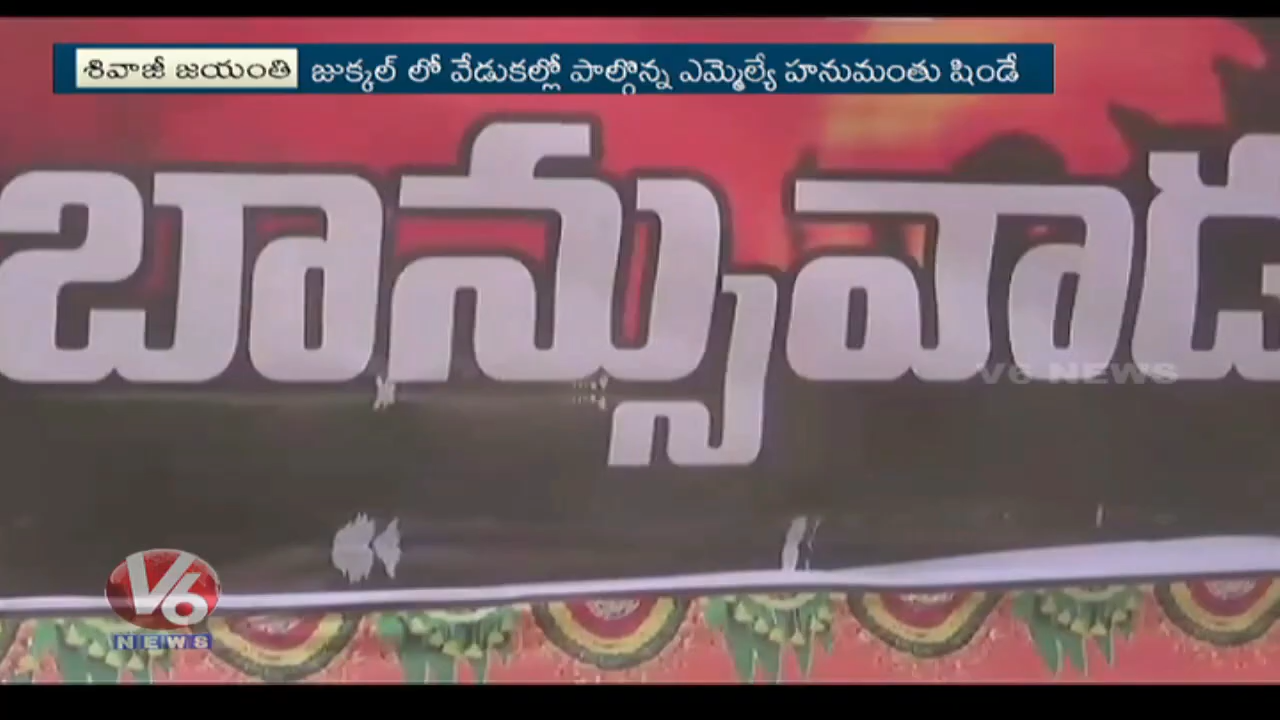 శివాజీ జయంతి జుక్కల్ లో వేడుకల్లో పాల్గొన్న ఎమ్మెల్యే హనుమంతు షిండే
బాన్సువాడ
V6 NEWS
V6
NEWS